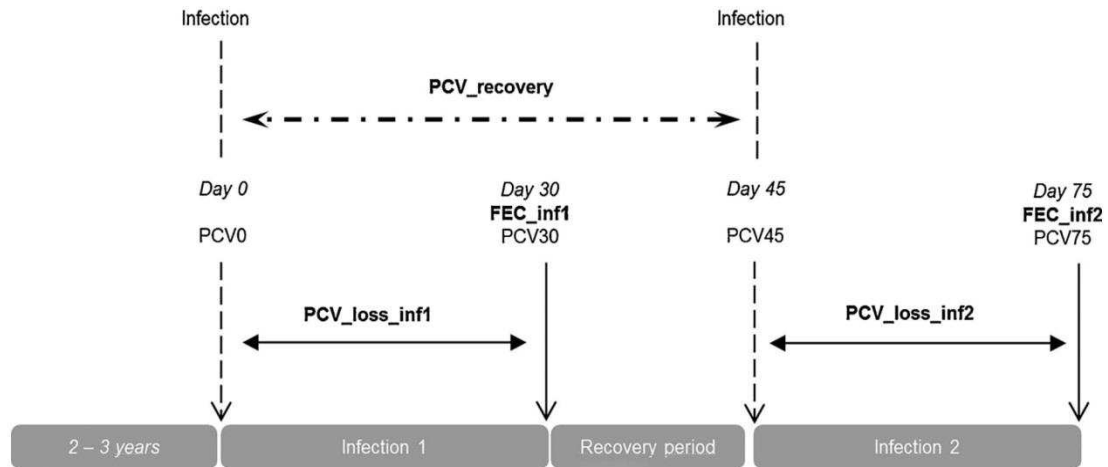 Infection
Infection
PCV_recovery
Day 0
Day 30
Day 45
Day 75
FEC_inf1
FEC_inf2
PCV0
PCV30
PCV45
PCV75
PCV_loss_inf1
PCV_loss_inf2
2 – 3 years
Infection 1
Recovery period
Infection 2